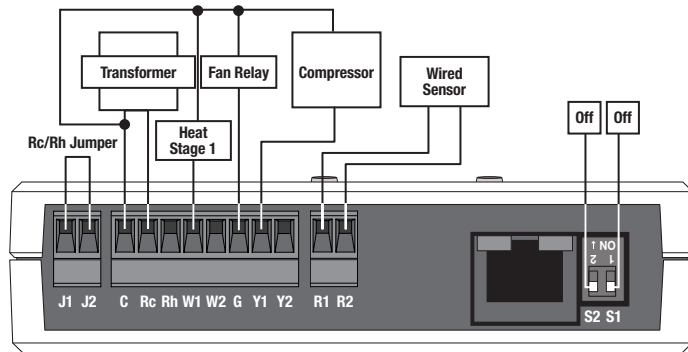 Transformer
Fan Relay
Compressor
Wired
Sensor
Off Off
Heat
Stage 1
Rc/Rh Jumper
ON ↑
1 2
J1 J2 C Rc Rh W1 W2 G Y1 Y2 R1 R2
S2 S1